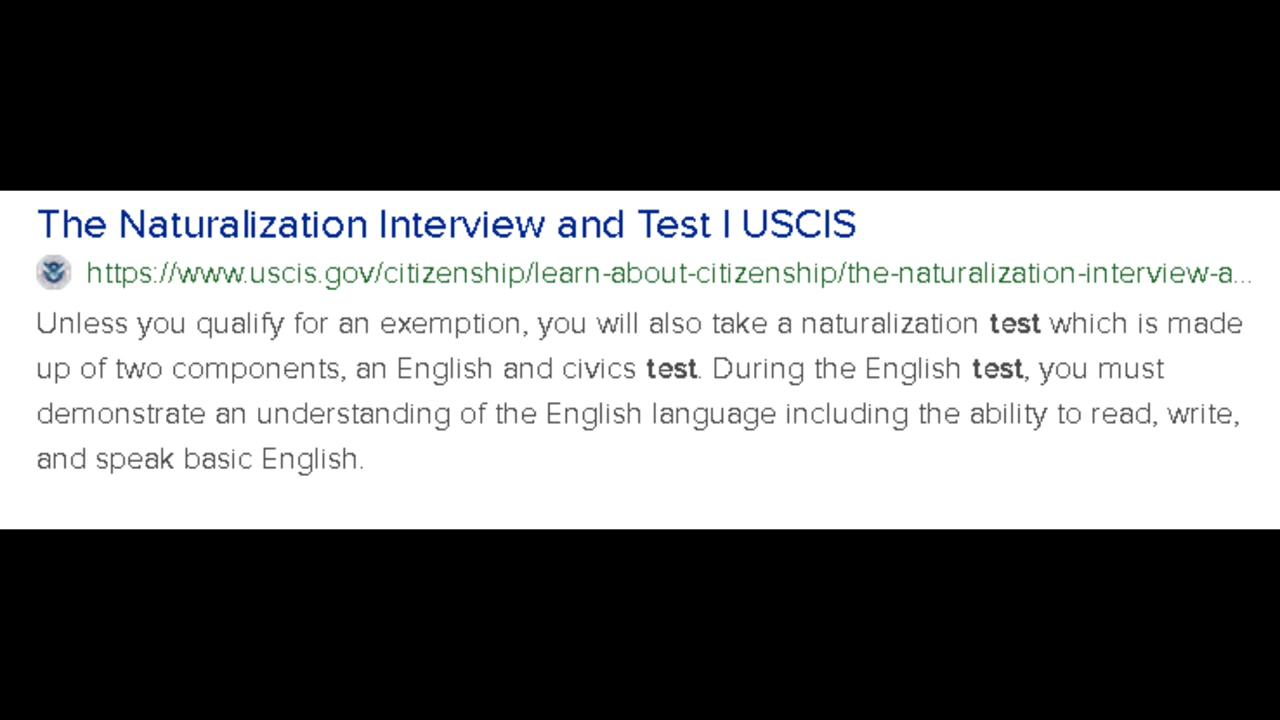 The Naturalization Interview and Test | USCIS
https://www.uscis.gov/citizenship/learn-about-citizenship/the-naturalization-interview-a...
Unless you qualify for an exemption, you will also take a naturalization test which is made
up of two components, an English and civics test. During the English test, you must
demonstrate an understanding of the English language including the ability to read, write,
and speak basic English.